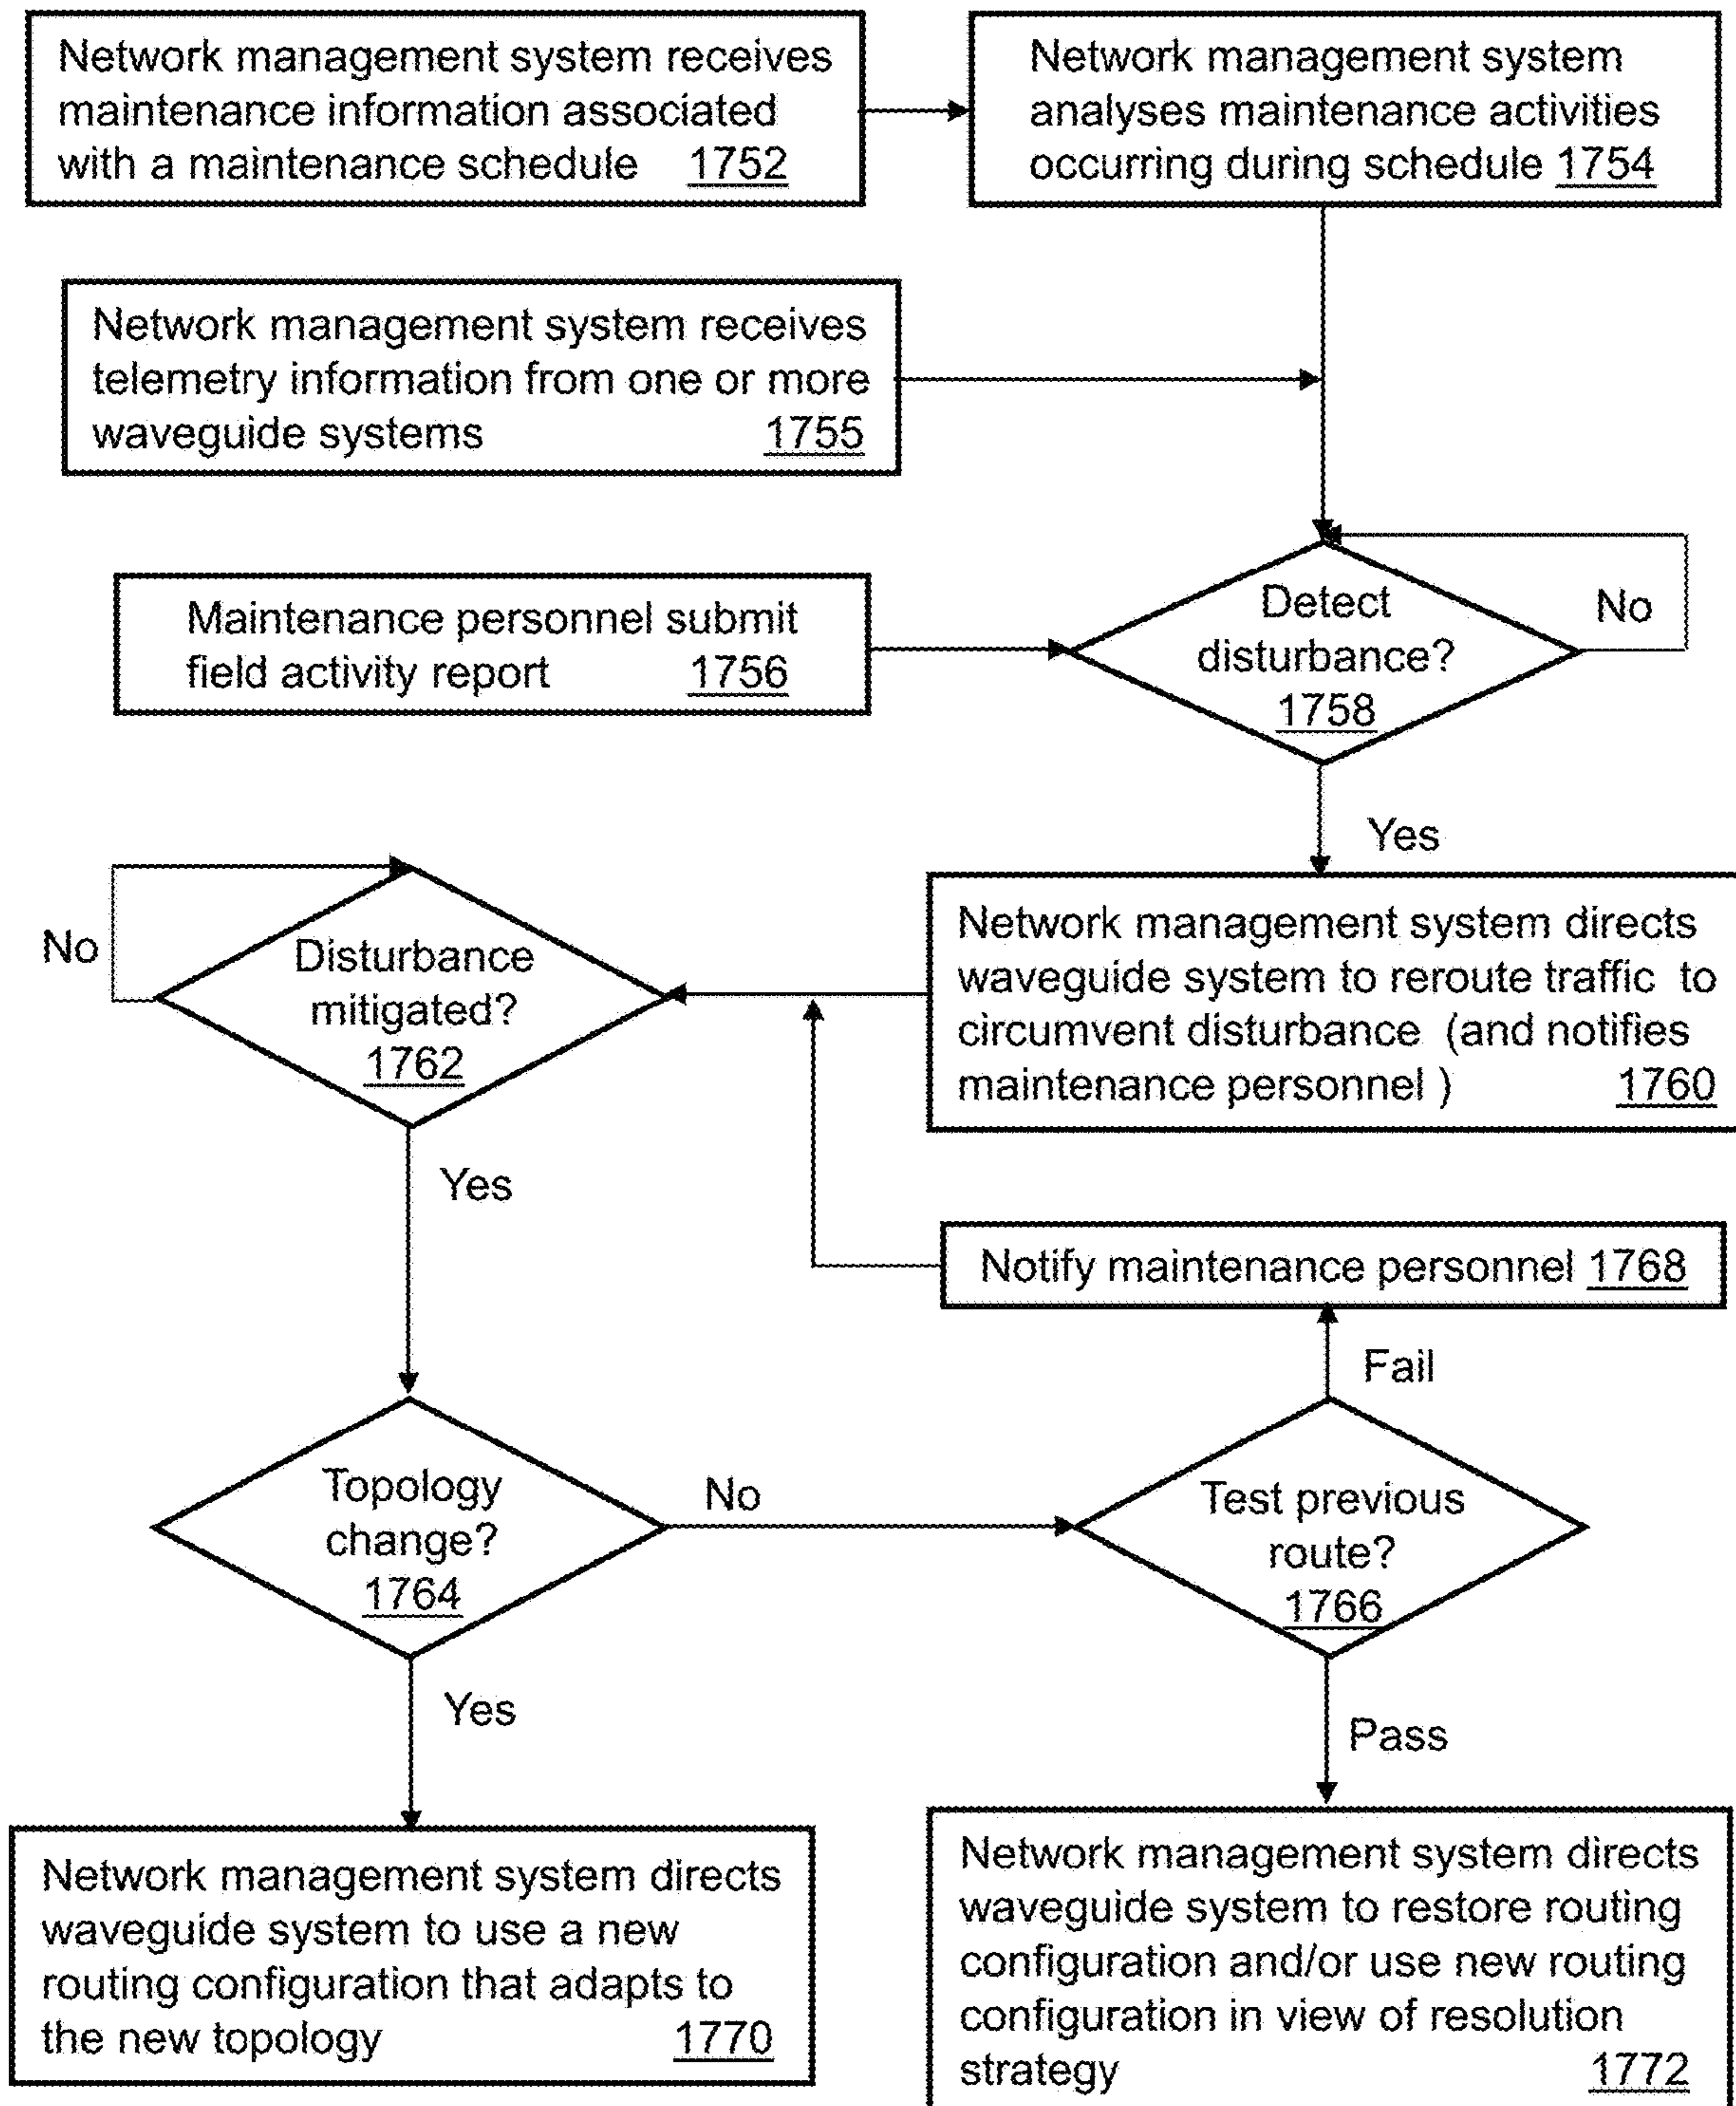 Network management system receives
maintenance information associated
with a maintenance schedule 1752
Network management system
analyses maintenance activities
occurring during schedule 1754
Network management system receives
telemetry information from one or more
waveguide systems 1755
Maintenance personnel submit
field activity report 1756
Detect
disturbance?
1758
No
Yes
Network management system directs
waveguide system to reroute traffic to
circumvent disturbance (and notifies
maintenance personnel ) 1760
No
Disturbance
mitigated?
1762
Yes
Notify maintenance personnel 1768
Fail
Topology
change?
1764
No
Test previous
route?
1766
Yes
Pass
Network management system directs
waveguide system to use a new
routing configuration that adapts to
the new topology 1770
Network management system directs
waveguide system to restore routing
configuration and/or use new routing
configuration in view of resolution
strategy 1772